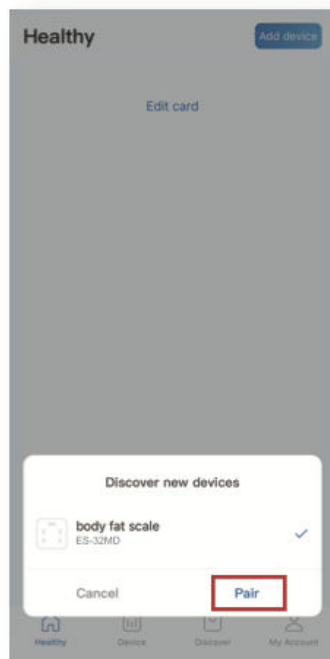 Healthy
Add device
Edit card
Discover new devices
body fat scale
ES-32MD
Cancel
Pair
Healthy
Device
Discover
My Account